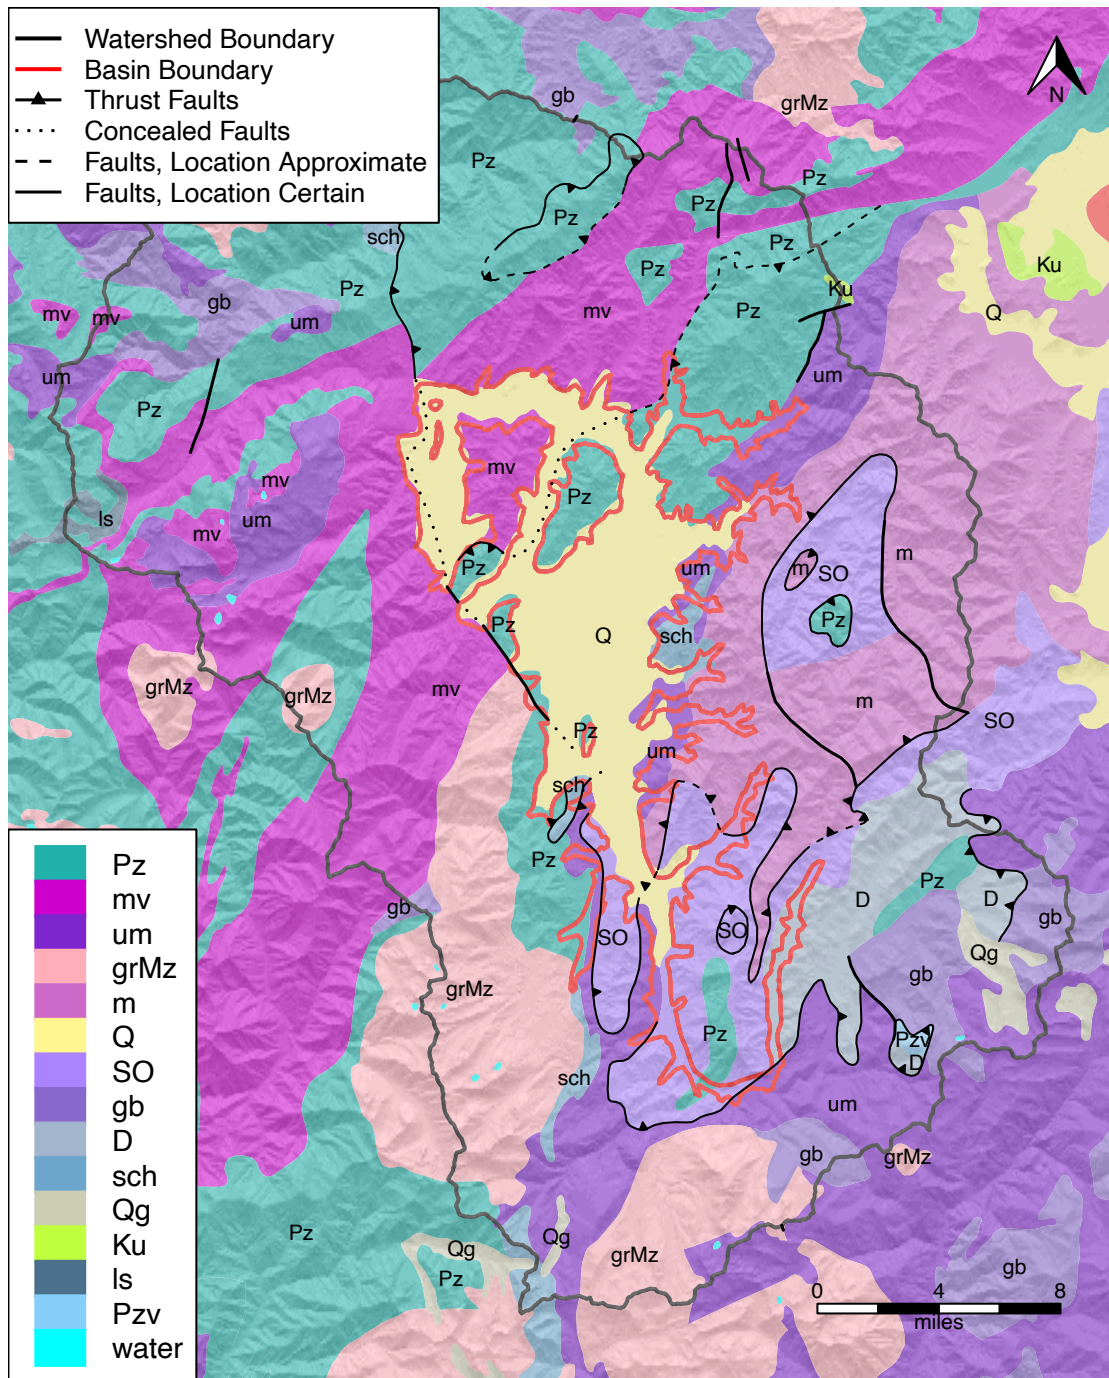 Watershed Boundary
Basin Boundary
Thrust Faults
Concealed Faults
Faults, Location Approximate
Faults, Location Certain
N
gb
grMz
Pz
Pz
Pz
Pz
sch
Pz
Pz
Ku
Pz
Ku
gb
mv
mv
um
mv
Pz
Q
um
um
Pz
mv
mv
Pz
ls
mv
um
m
um
Pz
m
SO
Pz
Pz
Q
sch
grMz
grMz
mv
m
SO
Pz
um
sch
Pz
Pz
D
D
gb
gb
SO
SO
Qg
gb
grMz
Pz
Pzv
D
sch
um
gb
grMz
Pz
Qg
Qg
Pz
grMz
gb
0 4 8
miles
Pz
mv
um
grMz
m
Q
SO
gb
D
sch
Qg
Ku
ls
Pzv
water